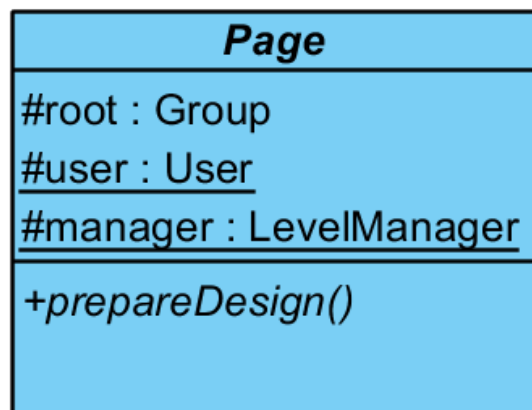 Page
#root : Group
#user : User
#manager : LevelManager
+prepareDesign()